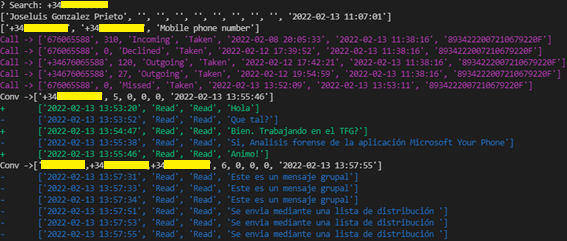 ? Search: +34
['Joseluis Gonzalez Prieto', '', '', '', '', '', '', '', '', '2022-02-13 11:07:01']
['+34', '+34', 'Mobile phone number']
Call -> ['676065588', 310, 'Incoming', 'Taken', '2022-02-08 20:05:33', '2022-02-13 11:38:16', '8934222007210679220F']
Call -> ['676065588', 0, 'Declined', 'Taken', '2022-02-12 17:39:52', '2022-02-13 11:38:16', '8934222007210679220F']
Call -> ['+34676065588', 120, 'Outgoing', 'Taken', '2022-02-12 17:42:21', '2022-02-13 11:38:16', '8934222007210679220F']
Call -> ['+34676065588', 27, 'Outgoing', 'Taken', '2022-02-12 19:54:59', '2022-02-13 11:38:16', '8934222007210679220F']
Call -> ['676065588', 0, 'Missed', 'Taken', '2022-02-13 13:52:09', '2022-02-13 13:53:11', '8934222007210679220F']
Conv ->['+34', 5, 0, 0, 0, '2022-02-13 13:55:46']
+ ['2022-02-13 13:53:20', 'Read', 'Read', 'Hola']
- ['2022-02-13 13:53:52', 'Read', 'Read', 'Que tal?']
+ ['2022-02-13 13:54:47', 'Read', 'Read', 'Bien. Trabajando en el TFG?']
- ['2022-02-13 13:55:38', 'Read', 'Read', 'Si, Analisis forense de la aplicación Microsoft Your Phone']
+ ['2022-02-13 13:55:46', 'Read', 'Read', 'Animo!']
Conv ->[' ,+34 ,+34 ', 6, 0, 0, 0, '2022-02-13 13:57:55']
- ['2022-02-13 13:57:31', 'Read', 'Read', 'Este es un mensaje grupal']
- ['2022-02-13 13:57:33', 'Read', 'Read', 'Este es un mensaje grupal']
- ['2022-02-13 13:57:34', 'Read', 'Read', 'Este es un mensaje grupal']
- ['2022-02-13 13:57:51', 'Read', 'Read', 'Se envia mediante una lista de distribución ']
- ['2022-02-13 13:57:53', 'Read', 'Read', 'Se envia mediante una lista de distribución ']
- ['2022-02-13 13:57:55', 'Read', 'Read', 'Se envia mediante una lista de distribución ']